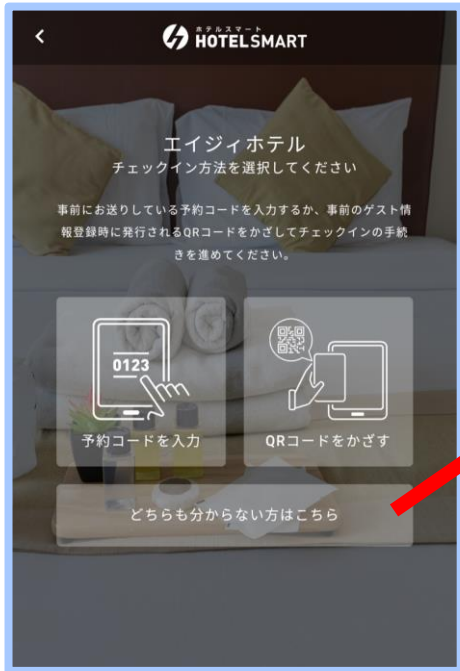 ホテルスマート
HOTELSMART
エイジィホテル
チェックイン方法を選択してください
事前にお送りしている予約コードを入力するか、事前のゲスト情
報登録時に発行されるQRコードをかざしてチェックインの手続
きを進めてください。
0123
予約コードを入力
QRコードをかざす
どちらも分からない方はこちら